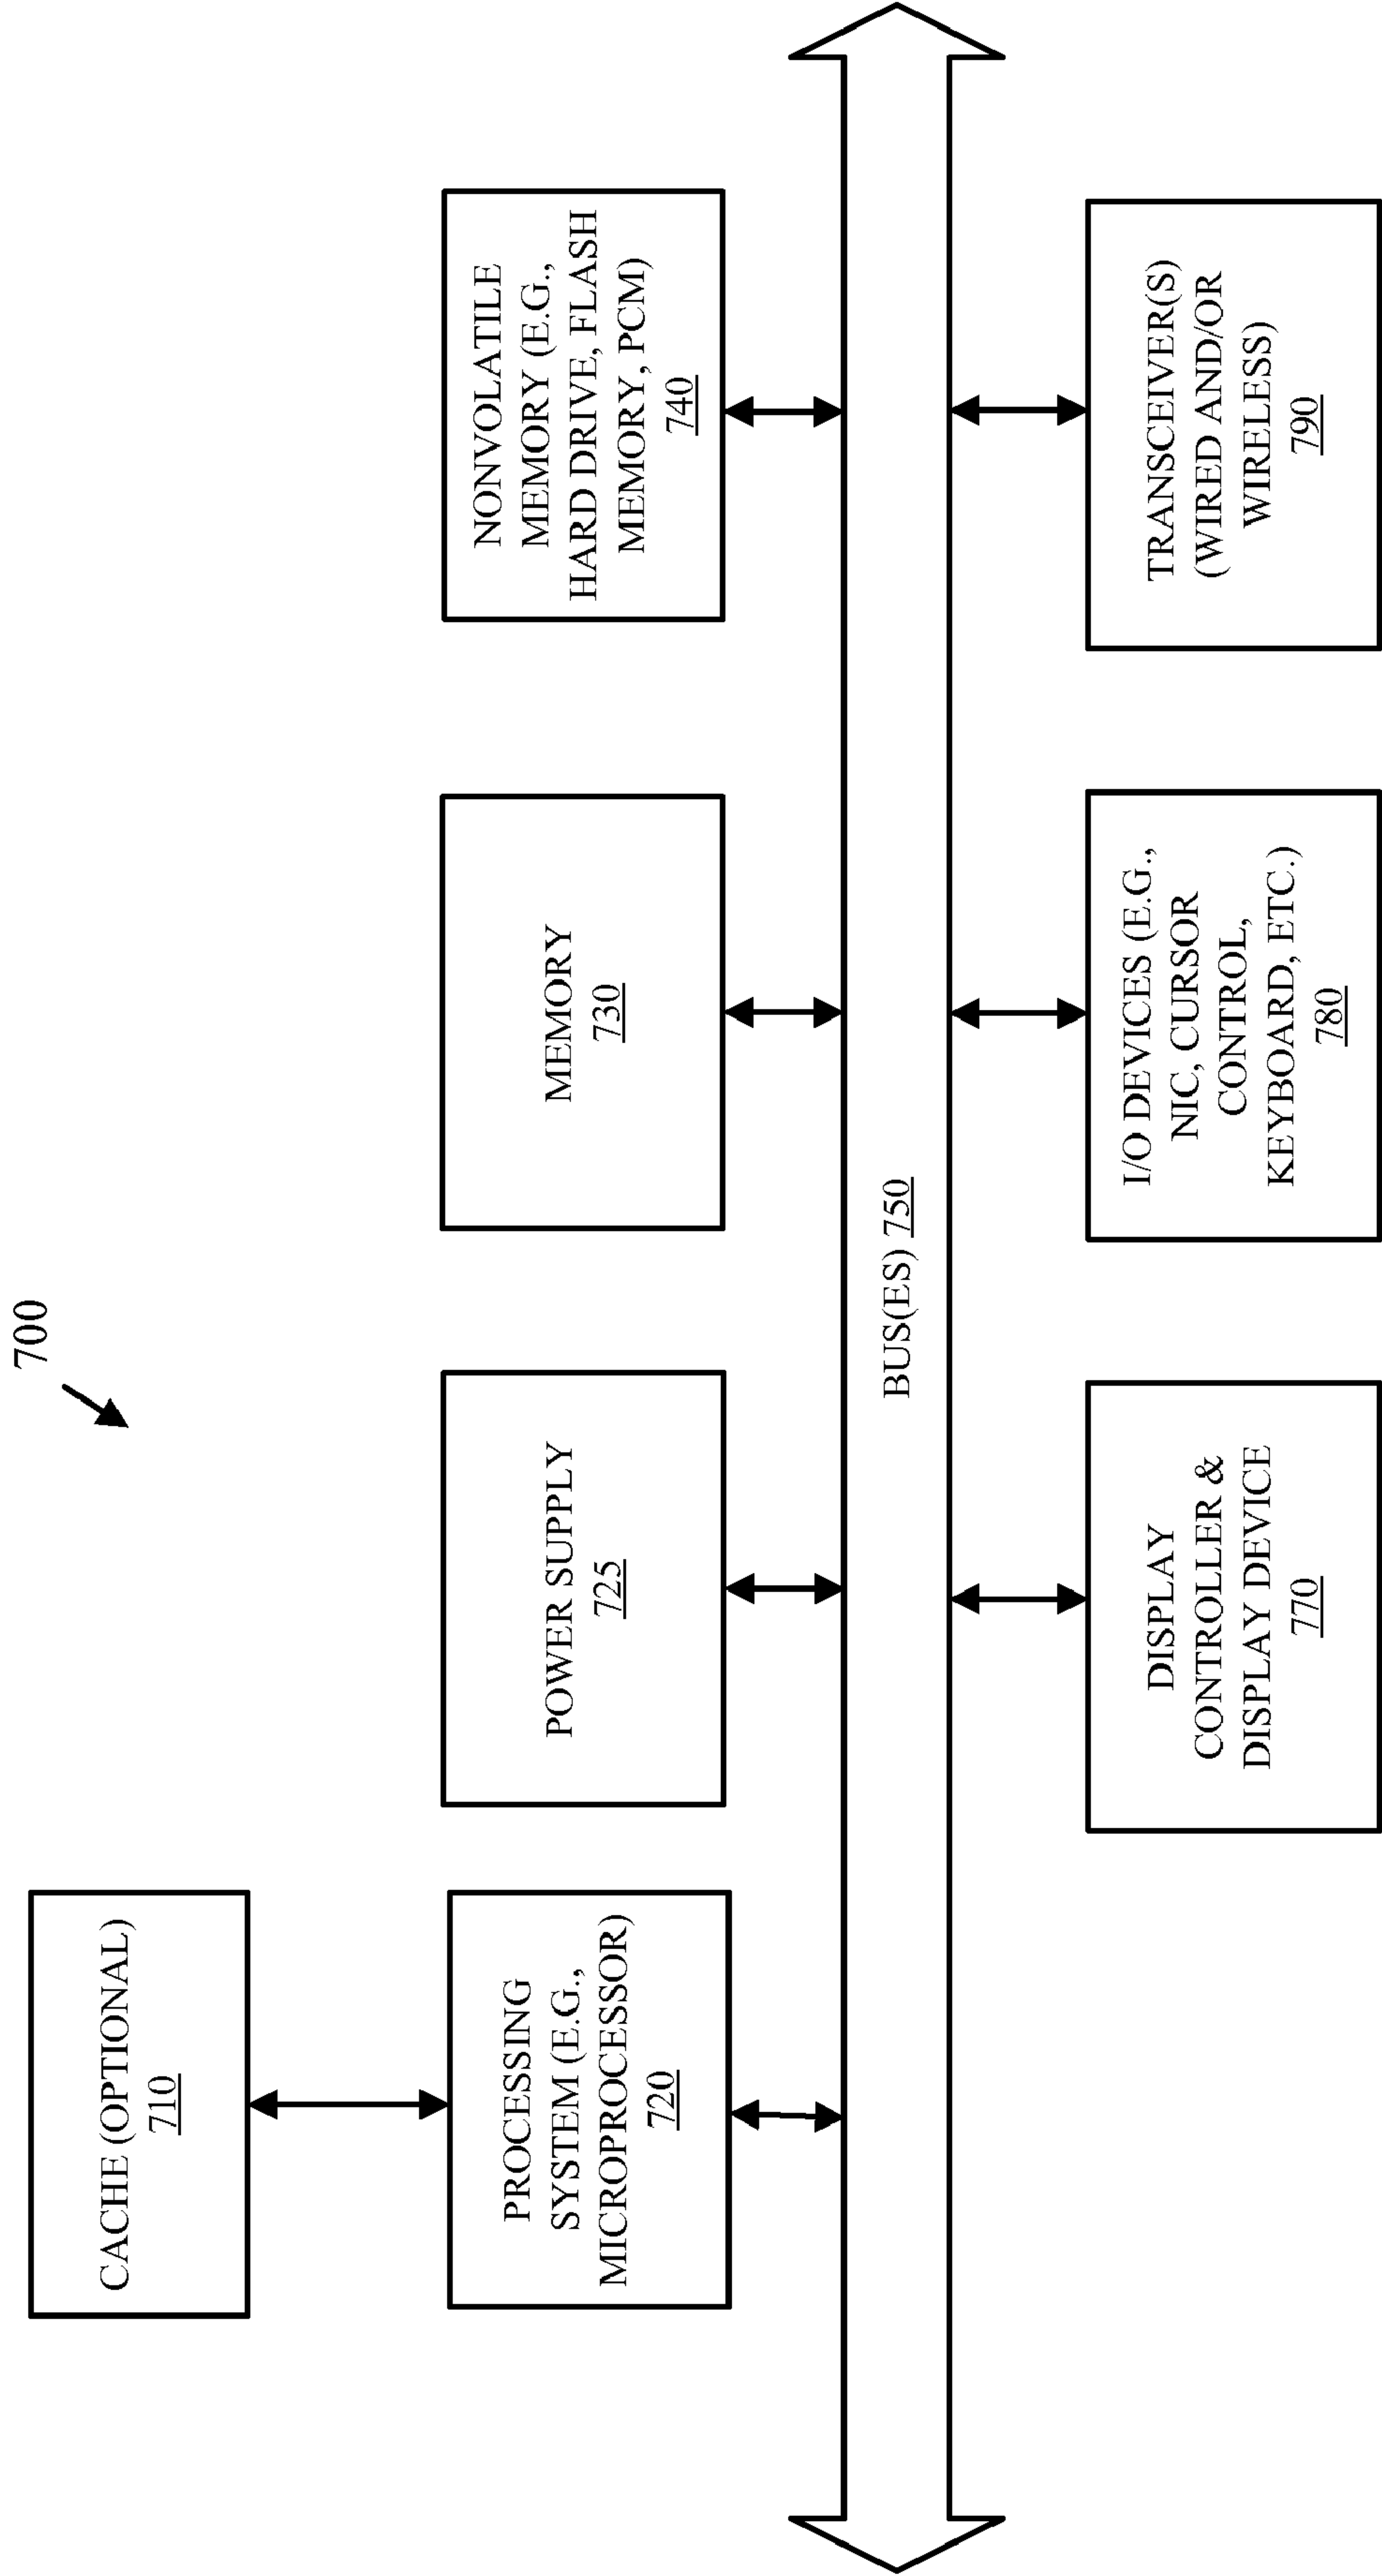 700
CACHE (OPTIONAL)
710
PROCESSING
SYSTEM (E.G.,
MICROPROCESSOR)
720
POWER SUPPLY
725
MEMORY
730
NONVOLATILE
MEMORY (E.G.,
HARD DRIVE, FLASH
MEMORY, PCM)
740
BUS(ES) 750
DISPLAY
CONTROLLER &
DISPLAY DEVICE
770
I/O DEVICES (E.G.,
NIC, CURSOR
CONTROL,
KEYBOARD, ETC.)
780
TRANSCEIVER(S)
(WIRED AND/OR
WIRELESS)
790